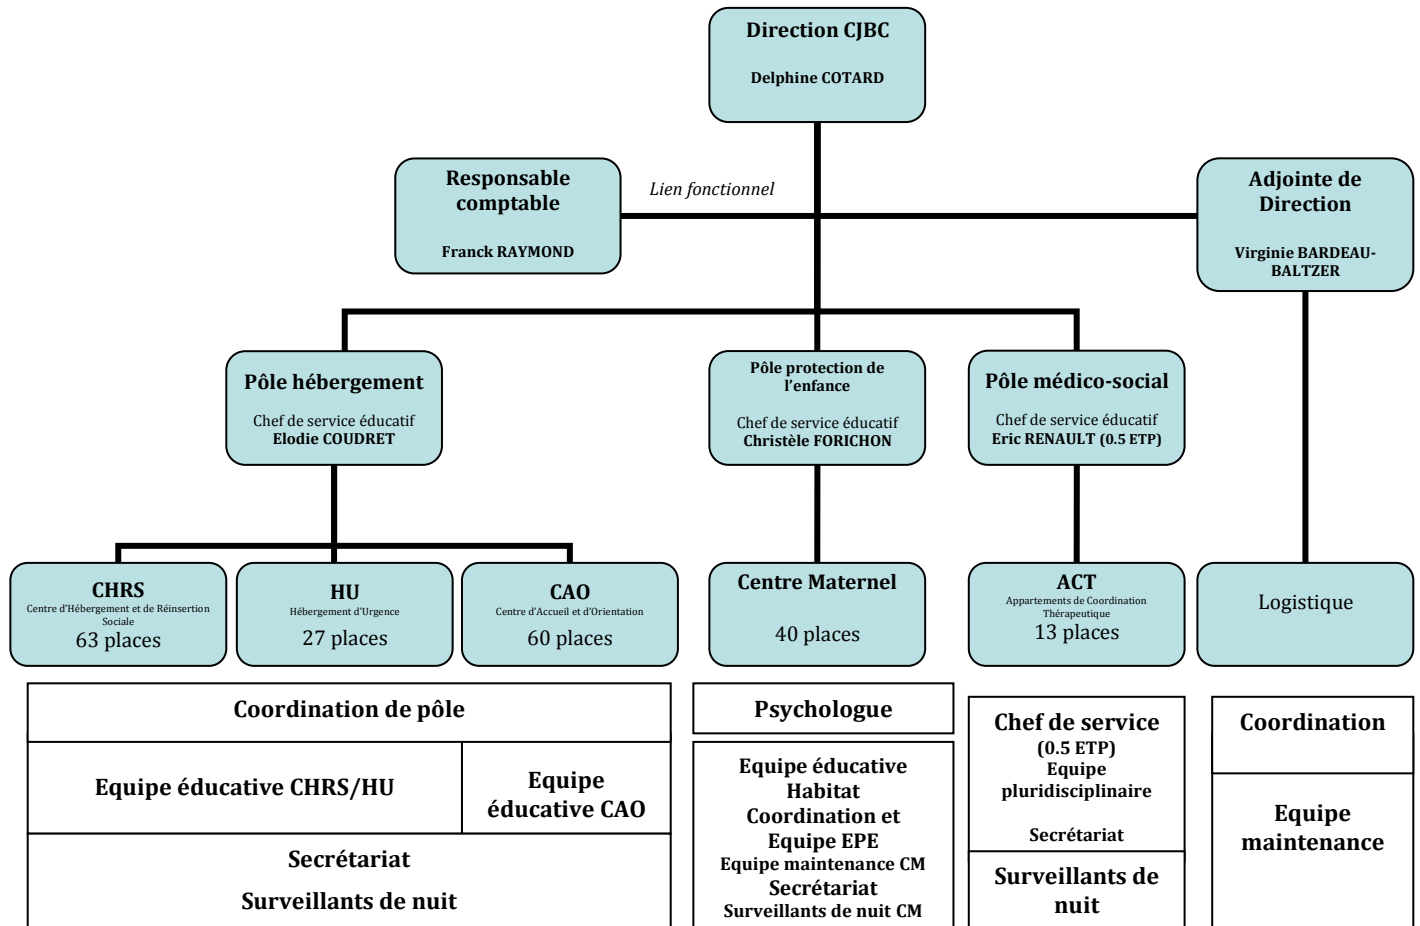 Direction CJBC
Delphine COTARD
Responsable
comptable
Franck RAYMOND
Lien fonctionnel
Adjointe de
Direction
Virginie BARDEAU-
BALTZER
Pôle hébergement
Chef de service éducatif
Elodie COUDRET
Pôle protection de
l'enfance
Chef de service éducatif
Christèle FORICHON
Pôle médico-social
Chef de service éducatif
Eric RENAULT (0.5 ETP)
CHRS
Centre d'Hébergement et de Réinsertion
Sociale
63 places
HU
Hébergement d'Urgence
27 places
CAO
Centre d'Accueil et d'Orientation
60 places
Centre Maternel
40 places
ACT
Appartements de Coordination
Thérapeutique
13 places
Logistique
Coordination de pôle
Equipe éducative CHRS/HU
Equipe
éducative CAO
Secrétariat
Surveillants de nuit
Psychologue
Equipe éducative
Habitat
Coordination et
Equipe EPE
Equipe maintenance CM
Secrétariat
Surveillants de nuit CM
Chef de service
(0.5 ETP)
Equipe
pluridisciplinaire
Secrétariat
Surveillants de
nuit
Coordination
Equipe
maintenance